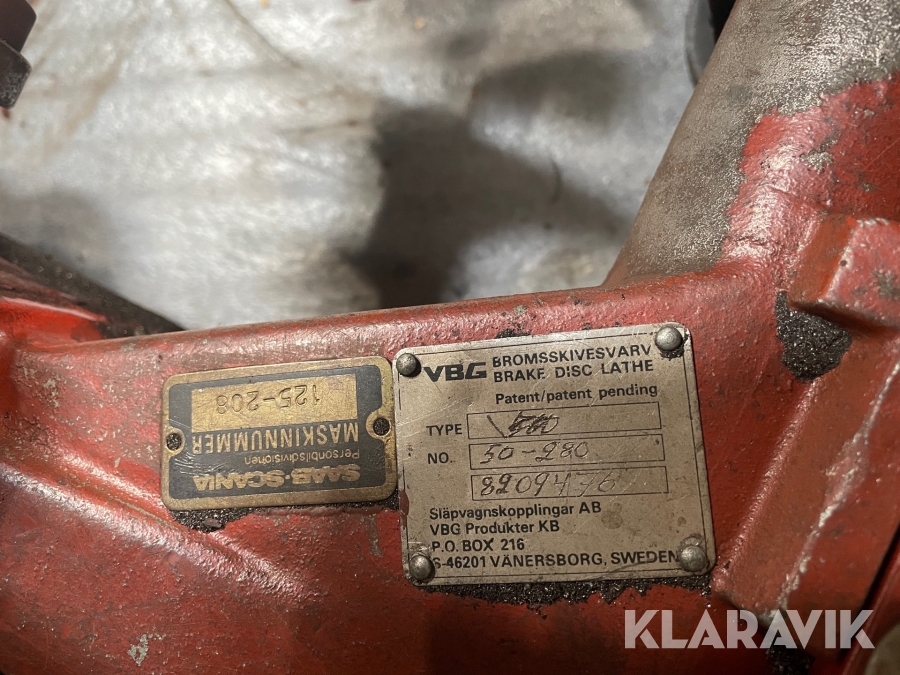 SAAB-SCANIA
Personbilsdivisionen
MASKINNUMMER
125-208
VBG BROMSSKIVESVARV
BRAKE DISC LATHE
Patent/patent pending
TYPE
NO. 50-280
8209476
Släpvagnskopplingar AB
VBG Produkter KB
P.O. BOX 216
S-46201 VÄNERSBORG, SWEDEN
KLARAVIK